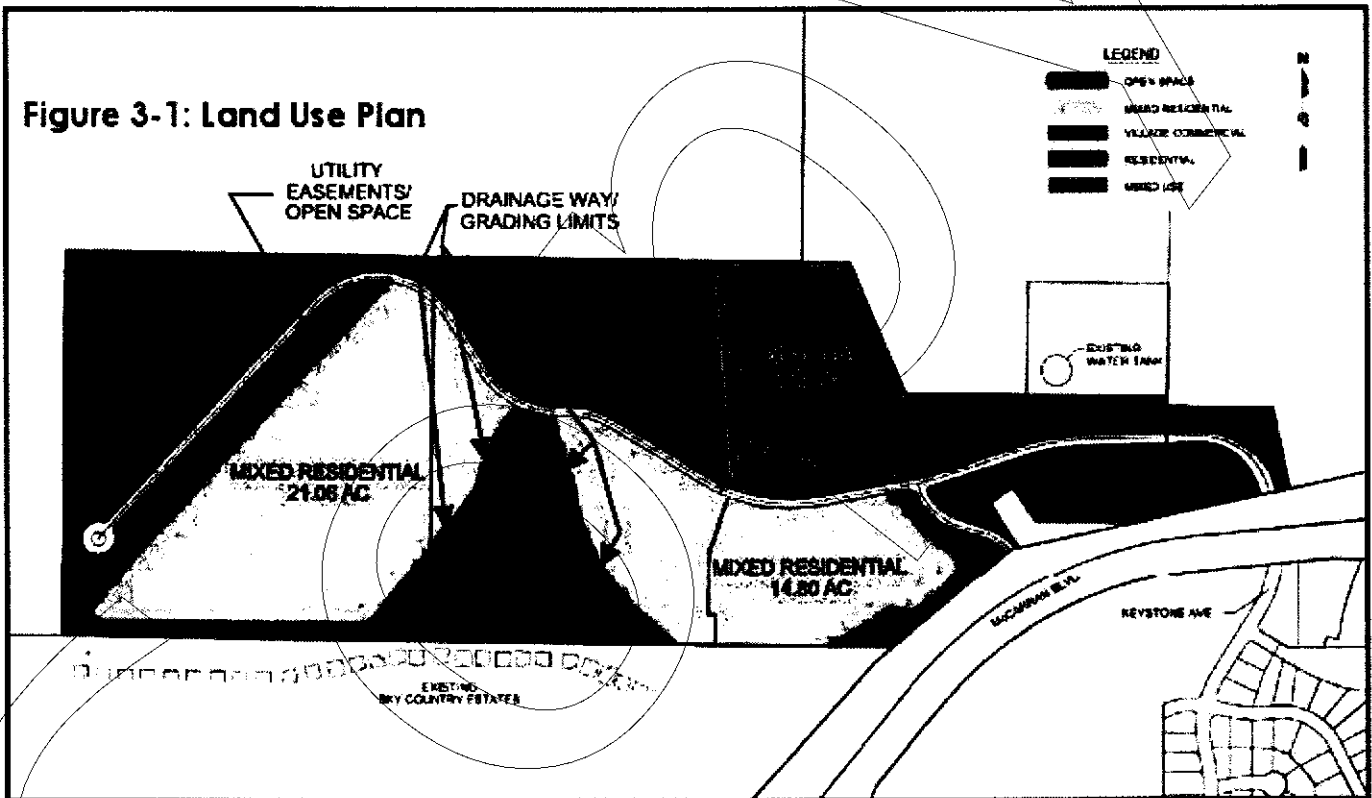 Figure 3-1: Land Use Plan
LEGEND
OPEN SPACE
MIXED RESIDENTIAL
VILLAGE COMMERCIAL
RESIDENTIAL
MIXED USE
N
UTILITY
EASEMENTS/
OPEN SPACE
DRAINAGE WAY/
GRADING LIMITS
EXISTING
WATER TANK
MIXED RESIDENTIAL
21.06 AC
MIXED RESIDENTIAL
14.80 AC
McCARRAN BLVD.
KEYSTONE AVE
EXISTING
SKY COUNTRY ESTATES